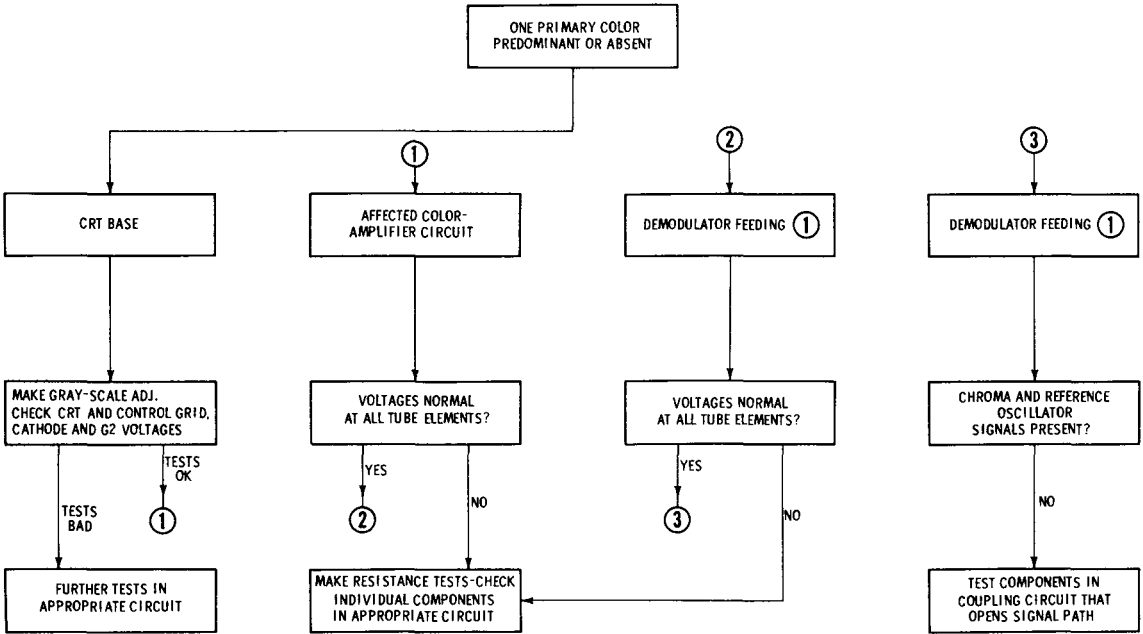 ONE PRIMARY COLOR
PREDOMINANT OR ABSENT
1
2
3
CRT BASE
AFFECTED COLOR-
AMPLIFIER CIRCUIT
DEMODULATOR FEEDING 1
DEMODULATOR FEEDING 1
MAKE GRAY-SCALE ADJ.
CHECK CRT AND CONTROL GRID,
CATHODE AND G2 VOLTAGES
VOLTAGES NORMAL
AT ALL TUBE ELEMENTS?
VOLTAGES NORMAL
AT ALL TUBE ELEMENTS?
CHROMA AND REFERENCE
OSCILLATOR
SIGNALS PRESENT?
TESTS
OK
YES
YES
TESTS
BAD
1
2
NO
3
NO
NO
FURTHER TESTS IN
APPROPRIATE CIRCUIT
MAKE RESISTANCE TESTS-CHECK
INDIVIDUAL COMPONENTS
IN APPROPRIATE CIRCUIT
TEST COMPONENTS IN
COUPLING CIRCUIT THAT
OPENS SIGNAL PATH